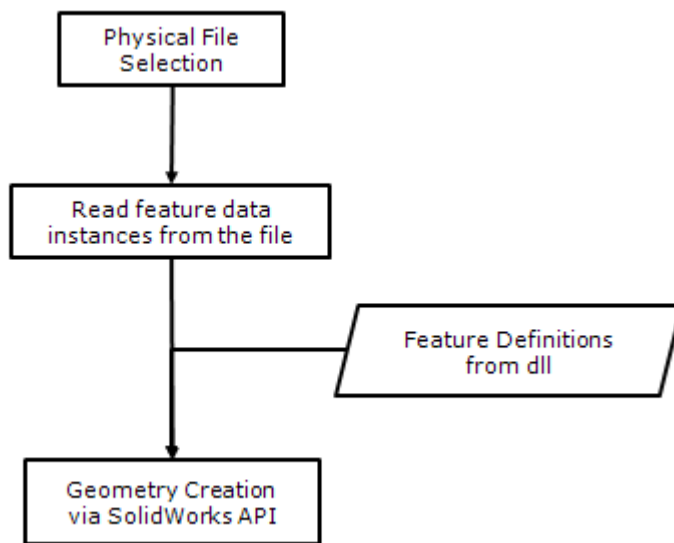 Physical File
Selection
Read feature data
instances from the file
Feature Definitions
from dll
Geometry Creation
via SolidWorks API